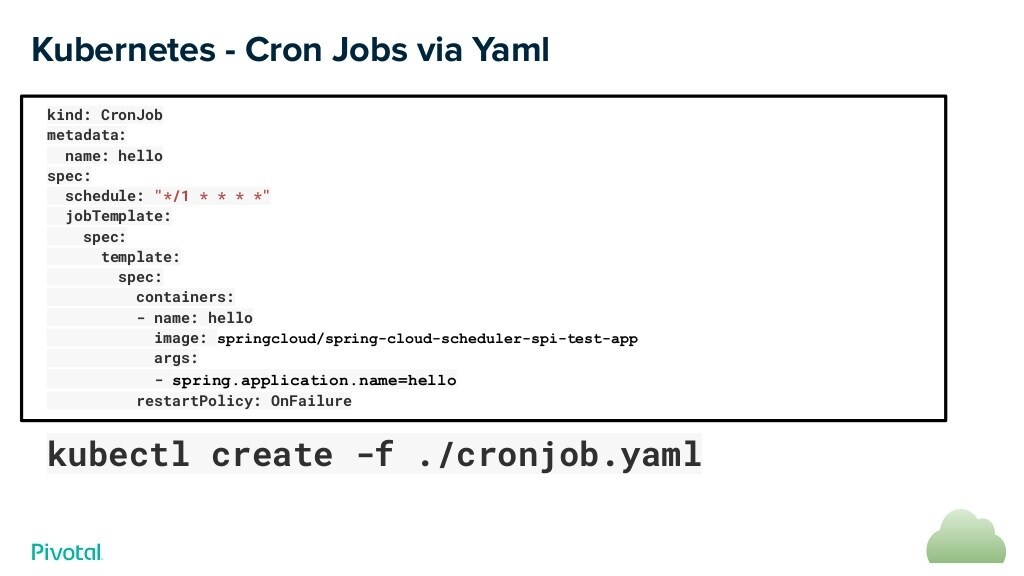 Kubernetes - Cron Jobs via Yaml
kind: CronJob
metadata:
  name: hello
spec:
  schedule: "*/1 * * * *"
  jobTemplate:
    spec:
      template:
        spec:
          containers:
          - name: hello
            image: springcloud/spring-cloud-scheduler-spi-test-app
            args:
            - spring.application.name=hello
          restartPolicy: OnFailure
kubectl create -f ./cronjob.yaml
Pivotal